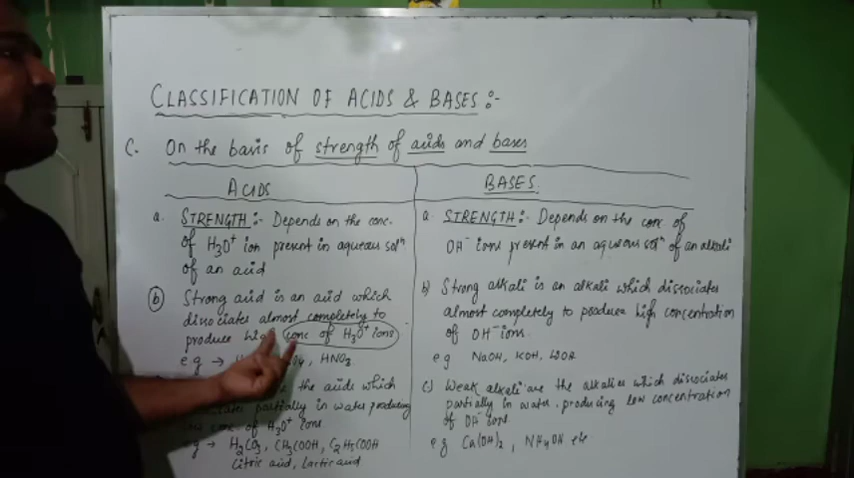 CLASSIFICATION OF ACIDS & BASES :-
C. On the basis of strength of acids and bases
ACIDS
a. STRENGTH :- Depends on the conc.
of H3O+ ion present in aqueous solⁿ
of an acid
(b) Strong acid is an acid which
dissociates almost completely to
produce high conc of H3O+ ions
e.g → HNO3
the acids which
partially in water producing
conc of H3O+ ions
eg → H2CO3, CH3COOH, C2H5COOH
Citric acid, Lactic acid
BASES
a. STRENGTH :- Depends on the conc. of
OH- ions present in an aqueous solⁿ of an alkali
b) Strong alkali is an alkali which dissociates
almost completely to produce high concentration
of OH- ions.
eg NaOH, KOH, LiOH
c) Weak alkali are the alkalies which dissociates
partially in water, producing low concentration
of OH- ions.
eg Ca(OH)2, NH4OH etc